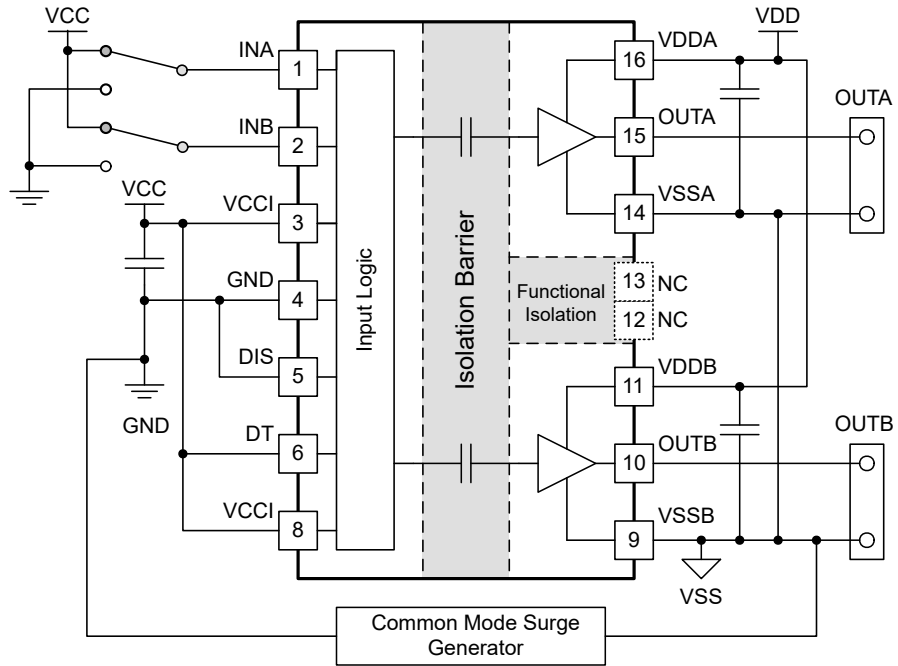 VCC
INA
1
INB
2
VCC
VCCI
3
GND
4
DIS
5
GND
DT
6
VCCI
8
Input Logic
Isolation Barrier
Functional
Isolation
VDD
VDDA
16
OUTA
15
OUTA
VSSA
14
13
NC
12
NC
VDDB
11
OUTB
OUTB
10
VSSB
9
VSS
Common Mode Surge
Generator